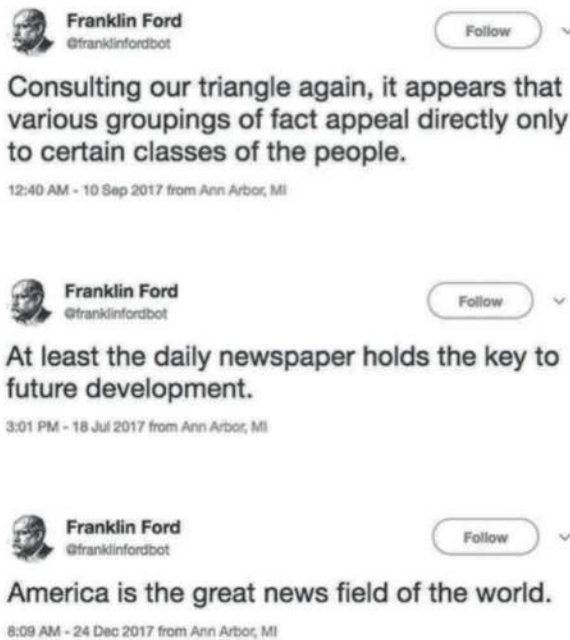 Franklin Ford
@franklinfordbot
Follow
Consulting our triangle again, it appears that
various groupings of fact appeal directly only
to certain classes of the people.
12:40 AM - 10 Sep 2017 from Ann Arbor, MI
Franklin Ford
@franklinfordbot
Follow
At least the daily newspaper holds the key to
future development.
3:01 PM - 18 Jul 2017 from Ann Arbor, MI
Franklin Ford
@franklinfordbot
Follow
America is the great news field of the world.
8:09 AM - 24 Dec 2017 from Ann Arbor, MI